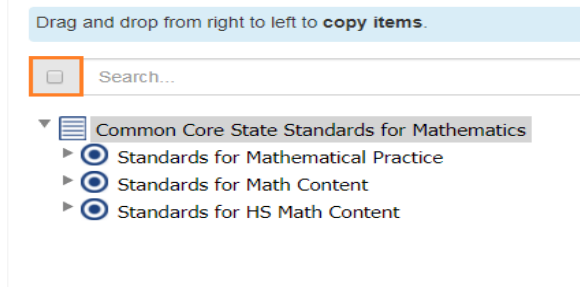 Drag and drop from right to left to copy items.
Search...
Common Core State Standards for Mathematics
Standards for Mathematical Practice
Standards for Math Content
Standards for HS Math Content